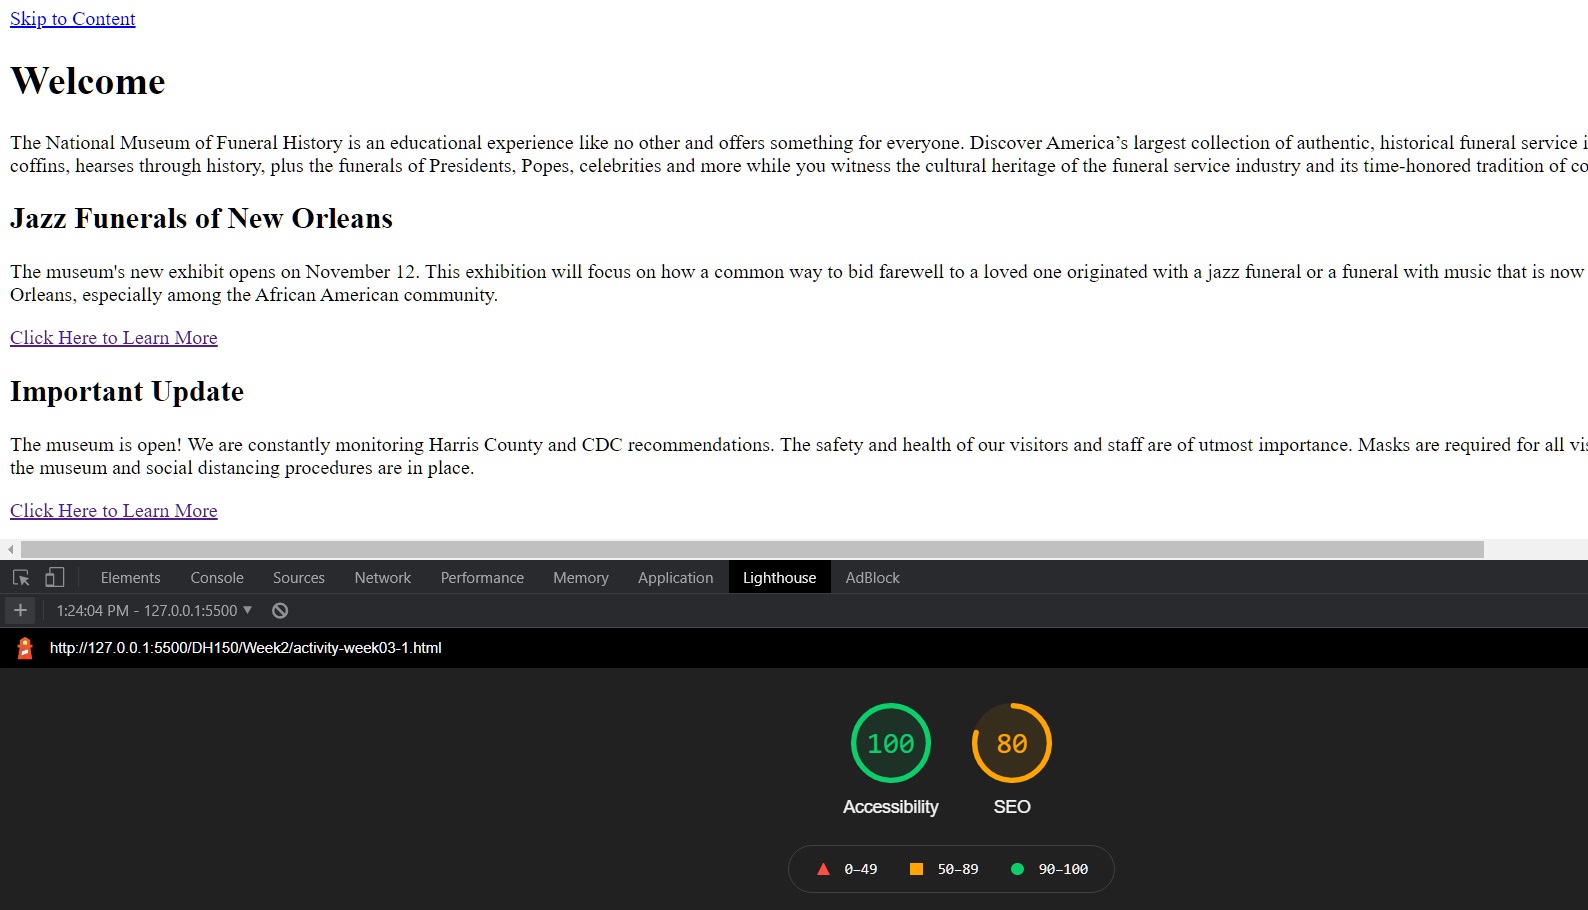 Skip to Content
Welcome
The National Museum of Funeral History is an educational experience like no other and offers something for everyone. Discover America’s largest collection of authentic, historical funeral service
coffins, hearses through history, plus the funerals of Presidents, Popes, celebrities and more while you witness the cultural heritage of the funeral service industry and its time-honored tradition of
Jazz Funerals of New Orleans
The museum's new exhibit opens on November 12. This exhibition will focus on how a common way to bid farewell to a loved one originated with a jazz funeral or a funeral with music that is now
Orleans, especially among the African American community.
Click Here to Learn More
Important Update
The museum is open! We are constantly monitoring Harris County and CDC recommendations. The safety and health of our visitors and staff are of utmost importance. Masks are required for all
the museum and social distancing procedures are in place.
Click Here to Learn More
Elements Console Sources Network Performance Memory Application Lighthouse AdBlock
1:24:04 PM - 127.0.0.1:5500
http://127.0.0.1:5500/DH150/Week2/activity-week03-1.html
100 80
Accessibility SEO
0–49 50–89 90–100